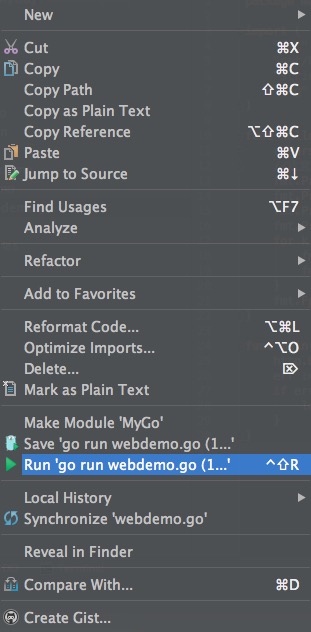 New
Cut ⌘X
Copy ⌘C
Copy Path ⇧⌘C
Copy as Plain Text
Copy Reference ⌥⇧⌘C
Paste ⌘V
Jump to Source ⌘↓
Find Usages ⌥F7
Analyze
Refactor
Add to Favorites
Reformat Code... ⌥⌘L
Optimize Imports... ^⌥O
Delete... ⌦
Mark as Plain Text
Make Module 'MyGo'
Save 'go run webdemo.go (1...'
Run 'go run webdemo.go (1...' ^⇧R
Local History
Synchronize 'webdemo.go'
Reveal in Finder
Compare With... ⌘D
Create Gist...